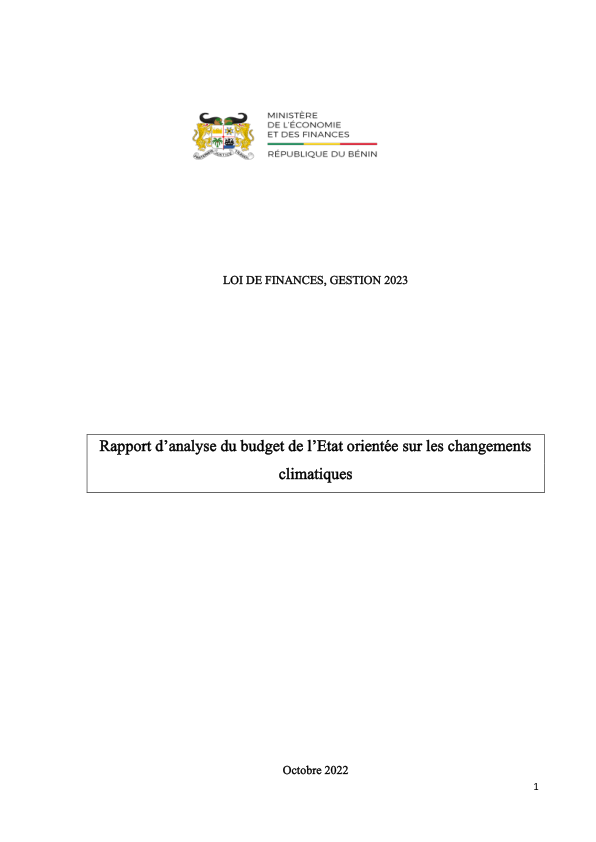 MINISTÈRE
DE L'ÉCONOMIE
ET DES FINANCES
RÉPUBLIQUE DU BÉNIN
LOI DE FINANCES, GESTION 2023
Rapport d’analyse du budget de l’Etat orientée sur les changements
climatiques
Octobre 2022
1